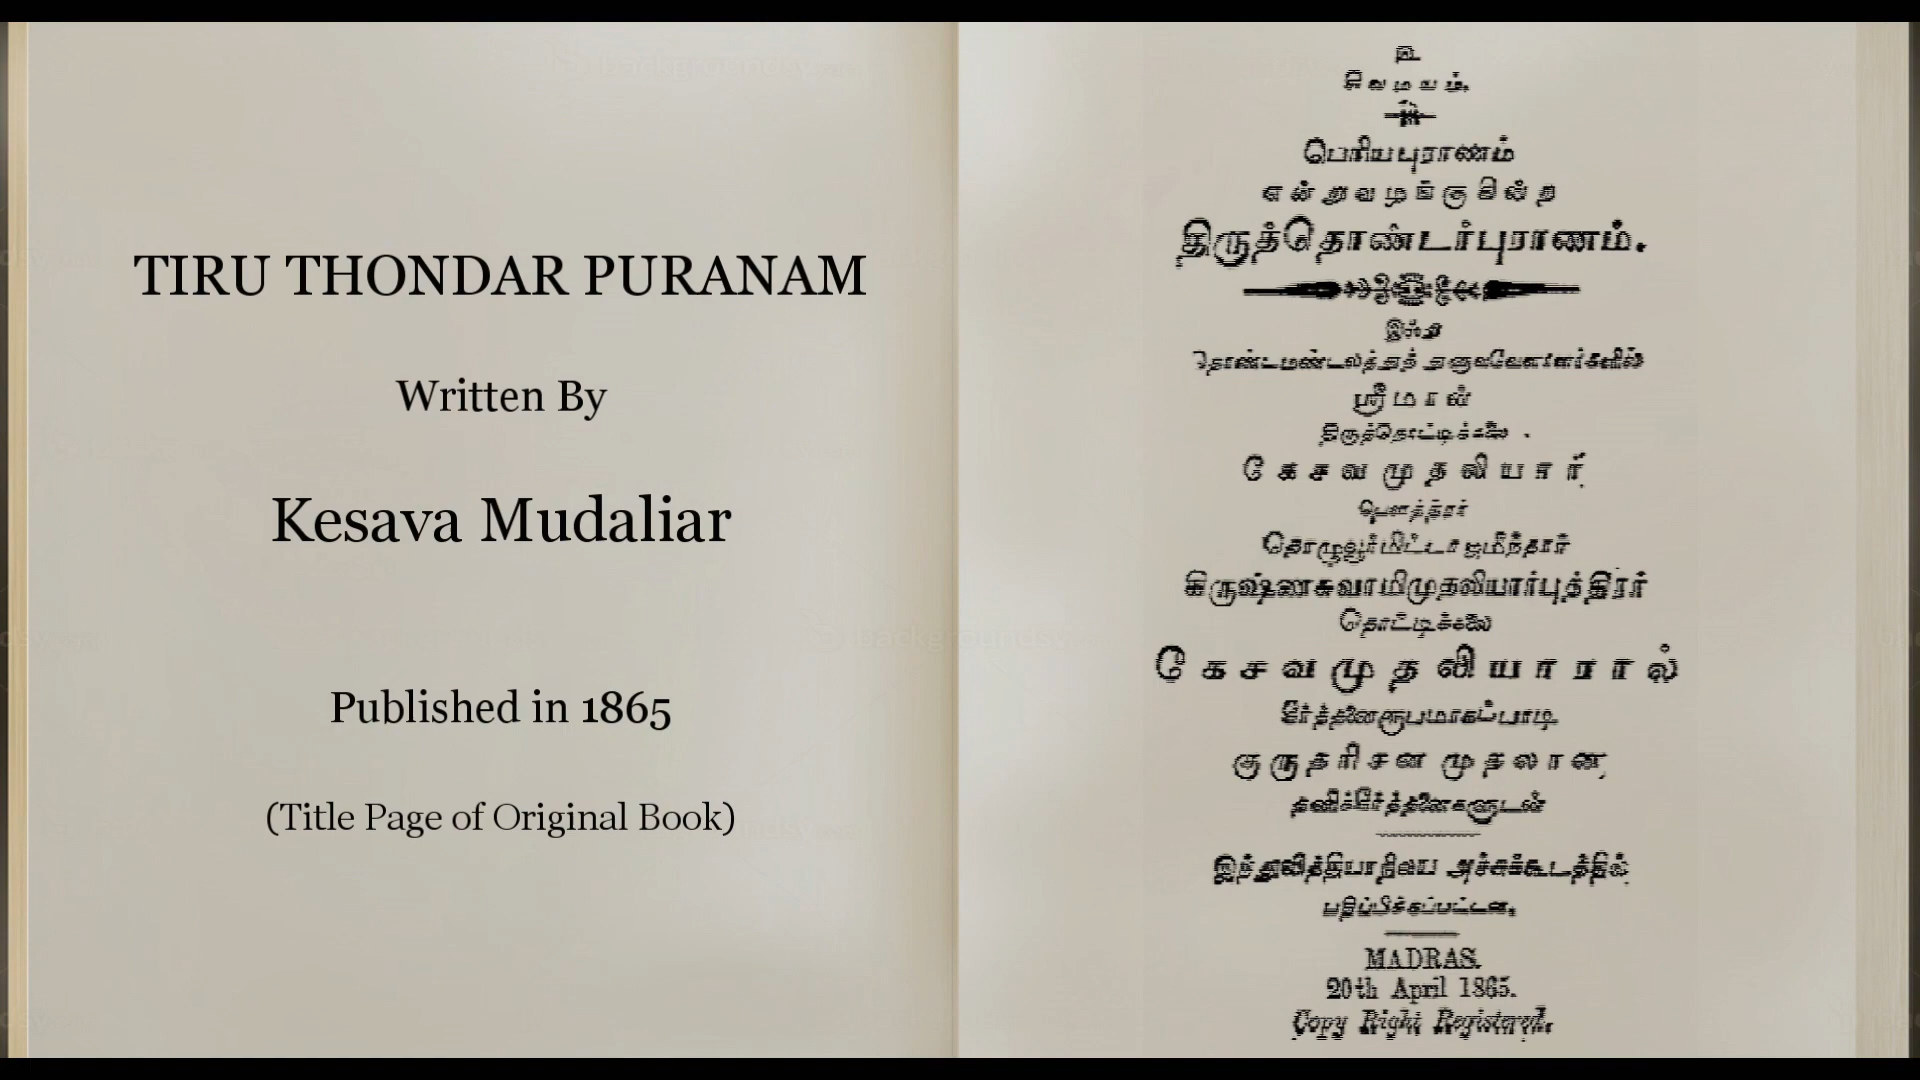 TIRU THONDAR PURANAM
Written By
Kesava Mudaliar
Published in 1865
(Title Page of Original Book)
உ
சிவமயம்.
பெரியபுராணம்
என்றுவழங்குகின்ற
திருத்தொண்டர்புராணம்.
இஃது
தொண்டமண்டலத்துத் துளுவவேளாளர்களில்
ஸ்ரீமான்
திருத்தொட்டிக்கலை
கேசவமுதலியார்
பௌத்திரர்
தொழுவூர்மிட்டாஜமீந்தார்
கிருஷ்ணசுவாமிமுதலியார்புத்திரர்
தொட்டிக்கலை
கேசவமுதலியாரால்
கீர்த்தனைரூபமாகப்பாடி
குருதரிசனமுதலான
தனிக்கீர்த்தனைகளுடன்
இந்துவித்தியாநிலய அச்சுக்கூடத்தில்
பதிப்பிக்கப்பட்டன.
MADRAS.
20th April 1865.
Copy Right Registered.